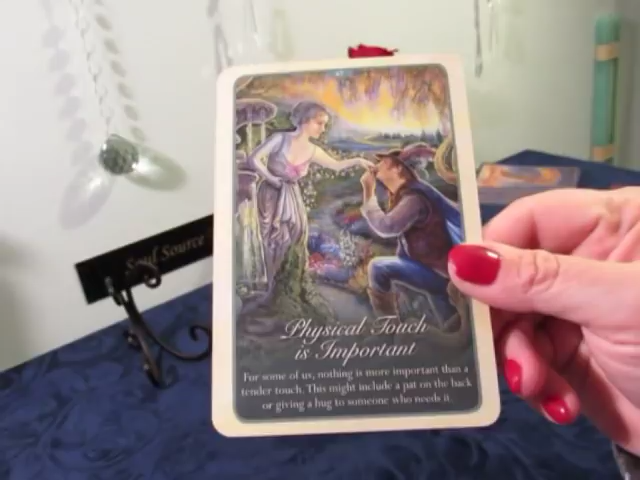 Soul Source
Physical Touch
is Important
For some of us, nothing is more important than a
tender touch. This might include a pat on the back
or giving a hug to someone who needs it.